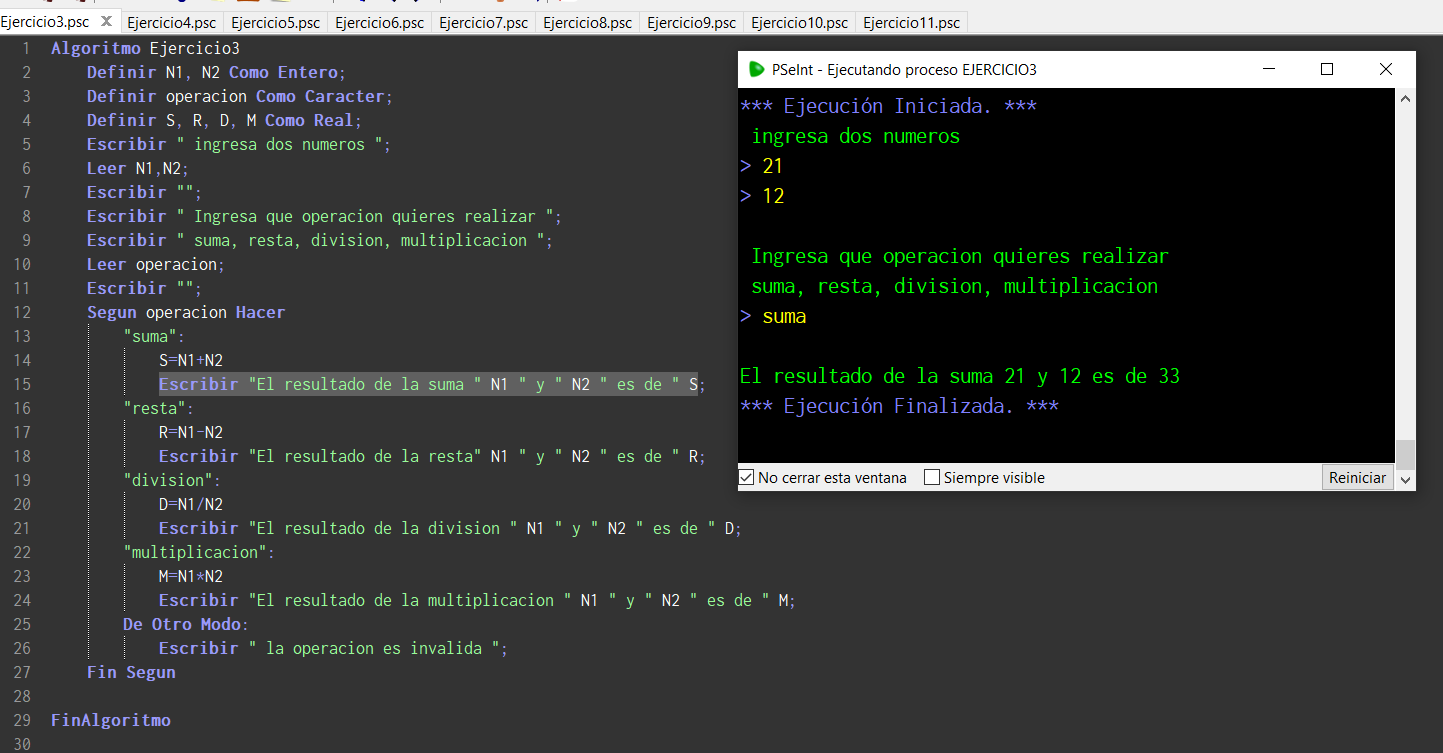 Ejercicio3.psc X Ejercicio4.psc Ejercicio5.psc Ejercicio6.psc Ejercicio7.psc Ejercicio8.psc Ejercicio9.psc Ejercicio10.psc Ejercicio11.psc
1 Algoritmo Ejercicio3
2 Definir N1, N2 Como Entero;
3 Definir operacion Como Caracter;
4 Definir S, R, D, M Como Real;
5 Escribir " ingresa dos numeros ";
6 Leer N1,N2;
7 Escribir "";
8 Escribir " Ingresa que operacion quieres realizar ";
9 Escribir " suma, resta, division, multiplicacion ";
10 Leer operacion;
11 Escribir "";
12 Segun operacion Hacer
13 "suma":
14 S=N1+N2
15 Escribir "El resultado de la suma " N1 " y " N2 " es de " S;
16 "resta":
17 R=N1-N2
18 Escribir "El resultado de la resta" N1 " y " N2 " es de " R;
19 "division":
20 D=N1/N2
21 Escribir "El resultado de la division " N1 " y " N2 " es de " D;
22 "multiplicacion":
23 M=N1*N2
24 Escribir "El resultado de la multiplicacion " N1 " y " N2 " es de " M;
25 De Otro Modo:
26 Escribir " la operacion es invalida ";
27 Fin Segun
28
29 FinAlgoritmo
30
PSeInt - Ejecutando proceso EJERCICIO3
*** Ejecución Iniciada. ***
ingresa dos numeros
> 21
> 12
Ingresa que operacion quieres realizar
suma, resta, division, multiplicacion
> suma
El resultado de la suma 21 y 12 es de 33
*** Ejecución Finalizada. ***
No cerrar esta ventana Siempre visible Reiniciar